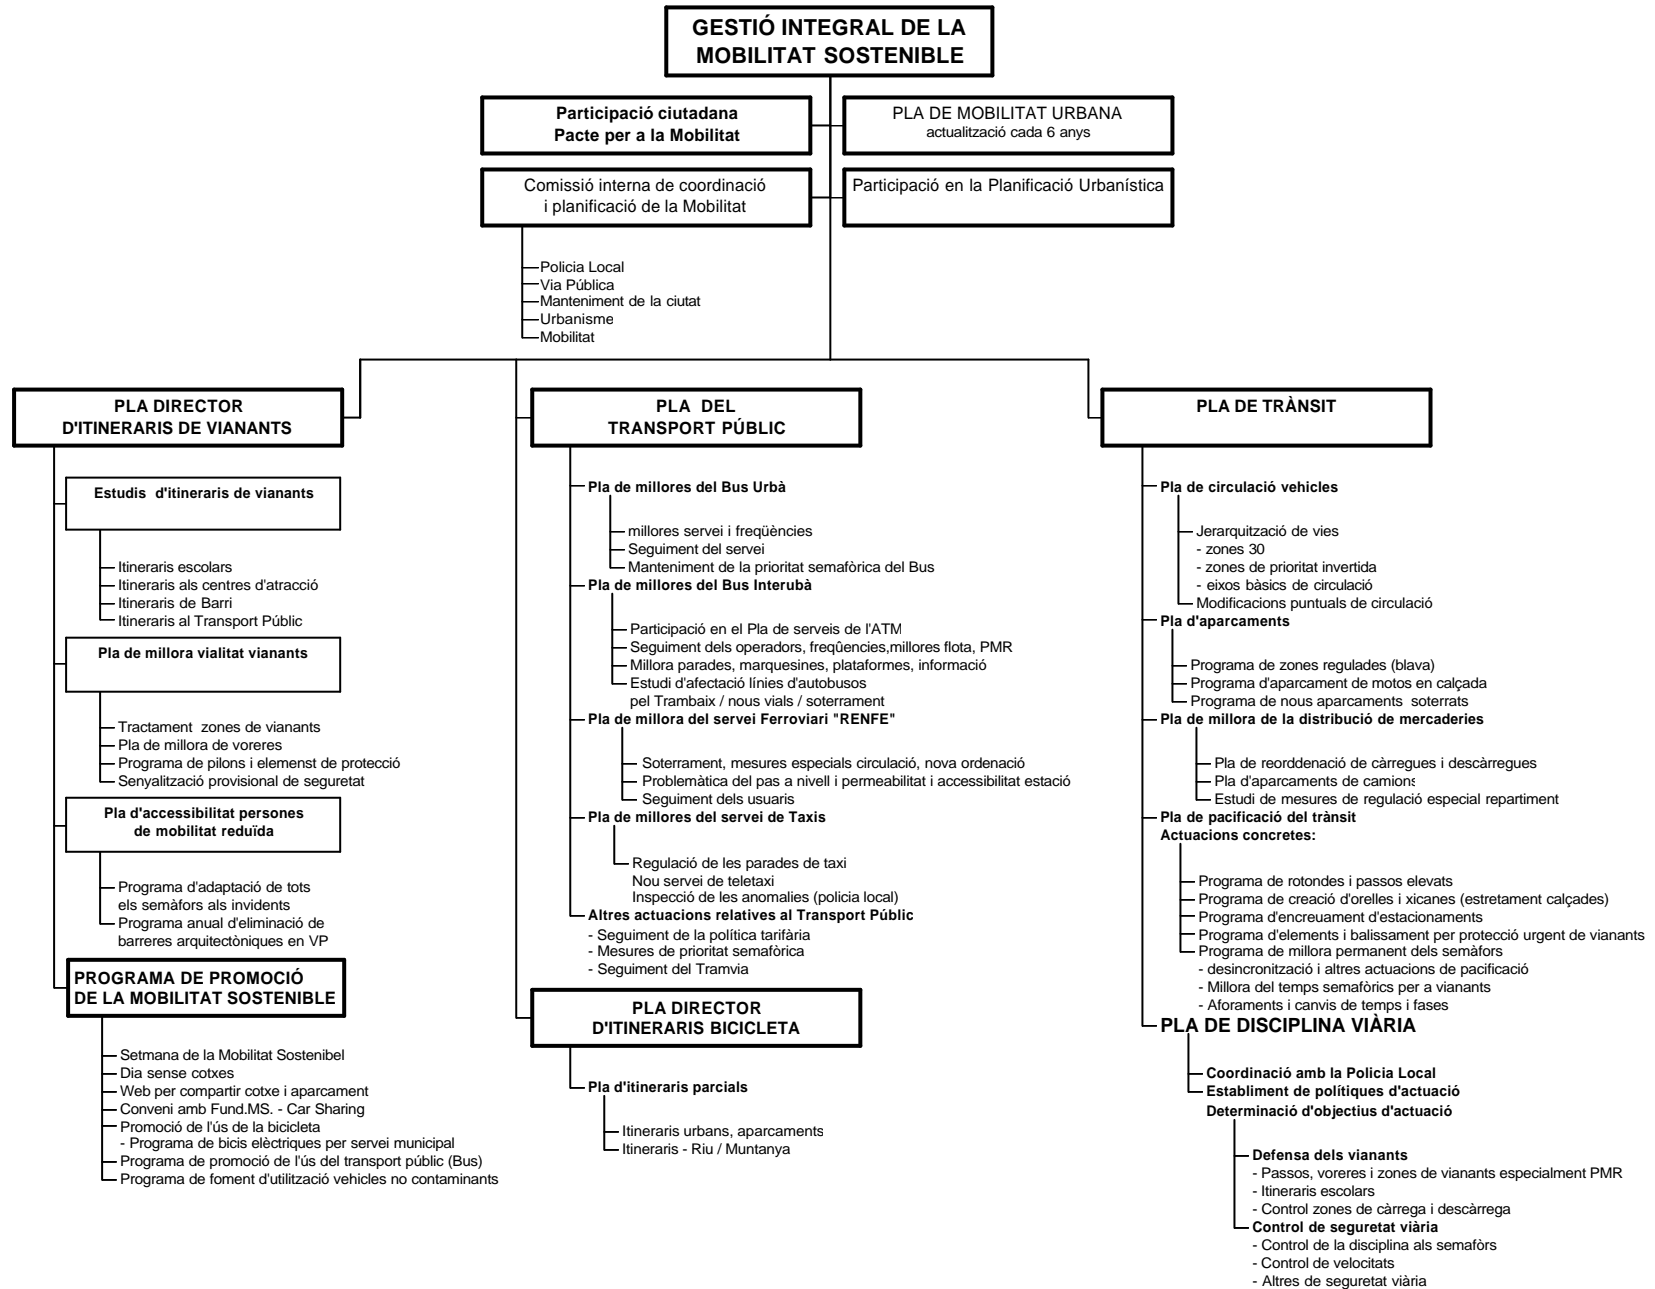 GESTIÓ INTEGRAL DE LA
MOBILITAT SOSTENIBLE
Participació ciutadana
Pacte per a la Mobilitat
PLA DE MOBILITAT URBANA
actualització cada 6 anys
Comissió interna de coordinació
i planificació de la Mobilitat
Participació en la Planificació Urbanística
Policia Local
Via Pública
Manteniment de la ciutat
Urbanisme
Mobilitat
PLA DIRECTOR
D'ITINERARIS DE VIANANTS
Estudis d'itineraris de vianants
Itineraris escolars
Itineraris als centres d'atracció
Itineraris de Barri
Itineraris al Transport Públic
Pla de millora vialitat vianants
Tractament zones de vianants
Pla de millora de voreres
Programa de pilons i elemenst de protecció
Senyalització provisional de seguretat
Pla d'accessibilitat persones
de mobilitat reduïda
Programa d'adaptació de tots
els semàfors als invidents
Programa anual d'eliminació de
barreres arquitectòniques en VP
PROGRAMA DE PROMOCIÓ
DE LA MOBILITAT SOSTENIBLE
Setmana de la Mobilitat Sostenibel
Dia sense cotxes
Web per compartir cotxe i aparcament
Conveni amb Fund.MS. - Car Sharing
Promoció de l'ús de la bicicleta
- Programa de bicis elèctriques per servei municipal
Programa de promoció de l'ús del transport públic (Bus)
Programa de foment d'utilització vehicles no contaminants
PLA DEL
TRANSPORT PÚBLIC
Pla de millores del Bus Urbà
millores servei i freqüències
Seguiment del servei
Manteniment de la prioritat semafòrica del Bus
Pla de millores del Bus Interubà
Participació en el Pla de serveis de l'ATM
Seguiment dels operadors, freqûencies,millores flota, PMR
Millora parades, marquesines, plataformes, informació
Estudi d'afectació línies d'autobusos
pel Trambaix / nous vials / soterrament
Pla de millora del servei Ferroviari "RENFE"
Soterrament, mesures especials circulació, nova ordenació
Problemàtica del pas a nivell i permeabilitat i accessibilitat estació
Seguiment dels usuaris
Pla de millores del servei de Taxis
Regulació de les parades de taxi
Nou servei de teletaxi
Inspecció de les anomalies (policia local)
Altres actuacions relatives al Transport Públic
- Seguiment de la política tarifària
- Mesures de prioritat semafòrica
- Seguiment del Tramvia
PLA DIRECTOR
D'ITINERARIS BICICLETA
Pla d'itineraris parcials
Itineraris urbans, aparcaments
Itineraris - Riu / Muntanya
PLA DE TRÀNSIT
Pla de circulació vehicles
Jerarquització de vies
- zones 30
- zones de prioritat invertida
- eixos bàsics de circulació
Modificacions puntuals de circulació
Pla d'aparcaments
Programa de zones regulades (blava)
Programa d'aparcament de motos en calçada
Programa de nous aparcaments soterrats
Pla de millora de la distribució de mercaderies
Pla de reorddenació de càrregues i descàrregues
Pla d'aparcaments de camions
Estudi de mesures de regulació especial repartiment
Pla de pacificació del trànsit
Actuacions concretes:
Programa de rotondes i passos elevats
Programa de creació d'orelles i xicanes (estretament calçades)
Programa d'encreuament d'estacionaments
Programa d'elements i balissament per protecció urgent de vianants
Programa de millora permanent dels semàfors
- desincronització i altres actuacions de pacificació
- Millora del temps semafòrics per a vianants
- Aforaments i canvis de temps i fases
PLA DE DISCIPLINA VIÀRIA
Coordinació amb la Policia Local
Establiment de polítiques d'actuació
Determinació d'objectius d'actuació
Defensa dels vianants
- Passos, voreres i zones de vianants especialment PMR
- Itineraris escolars
- Control zones de càrrega i descàrrega
Control de seguretat viària
- Control de la disciplina als semafòrs
- Control de velocitats
- Altres de seguretat viària